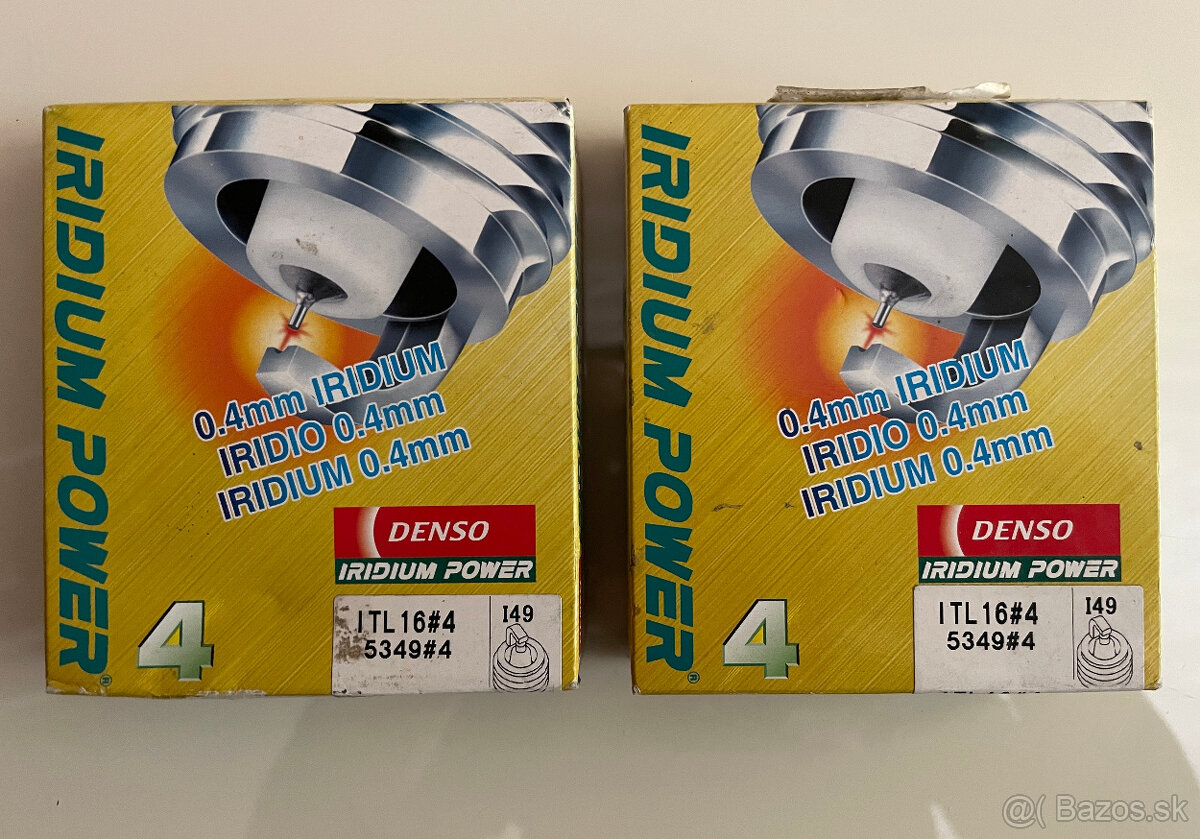 IRIDIUM POWER®
0.4mm IRIDIUM
IRIDIO 0.4mm
IRIDIUM 0.4mm
DENSO
IRIDIUM POWER
4
ITL16#4
5349#4
I49
IRIDIUM POWER®
0.4mm IRIDIUM
IRIDIO 0.4mm
IRIDIUM 0.4mm
DENSO
IRIDIUM POWER
4
ITL16#4
5349#4
I49
@( Bazos.sk